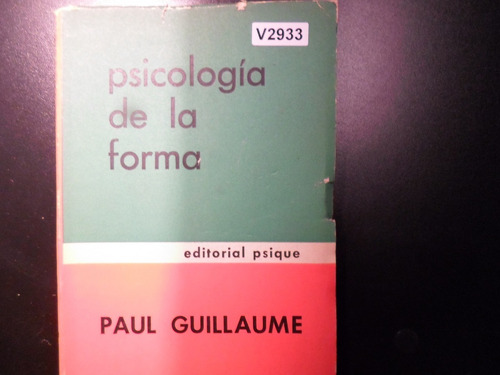 V2933
psicología
de la
forma
editorial psique
PAUL GUILLAUME